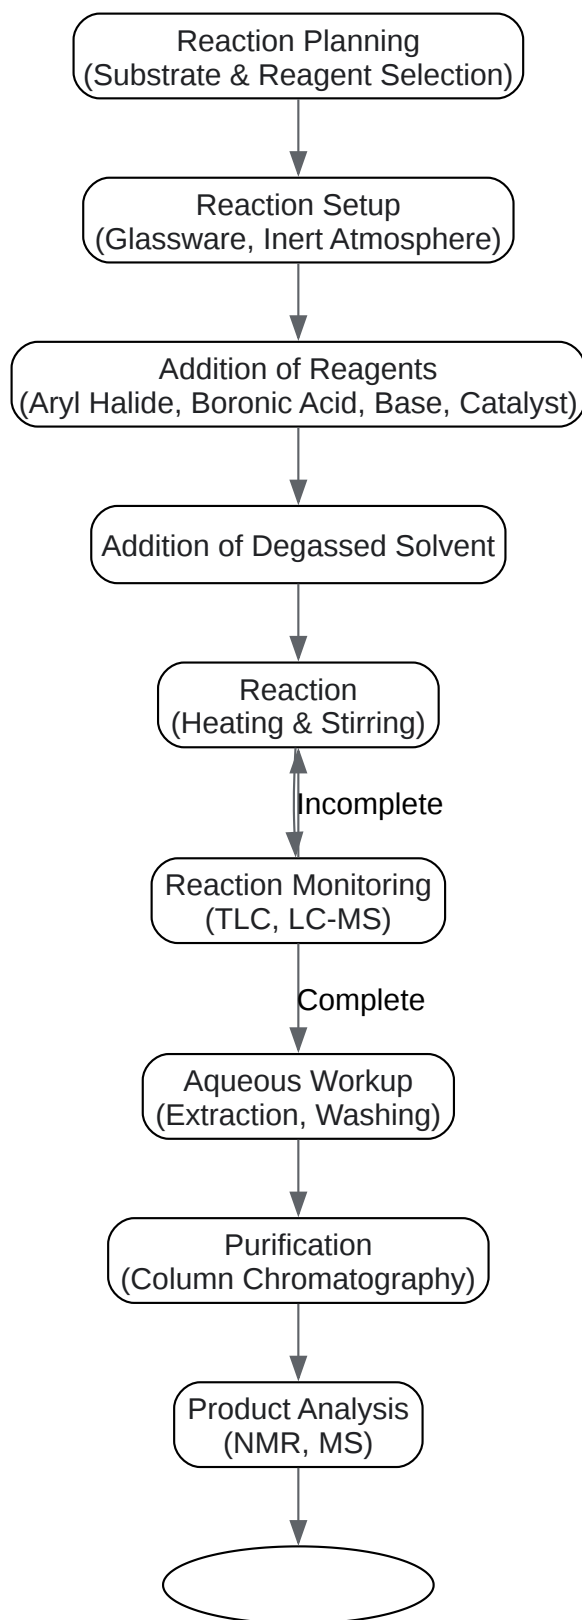 Reaction Planning
(Substrate & Reagent Selection)
Reaction Setup
(Glassware, Inert Atmosphere)
Addition of Reagents
(Aryl Halide, Boronic Acid, Base, Catalyst)
Addition of Degassed Solvent
Reaction
(Heating & Stirring)
Incomplete
Reaction Monitoring
(TLC, LC-MS)
Complete
Aqueous Workup
(Extraction, Washing)
Purification
(Column Chromatography)
Product Analysis
(NMR, MS)